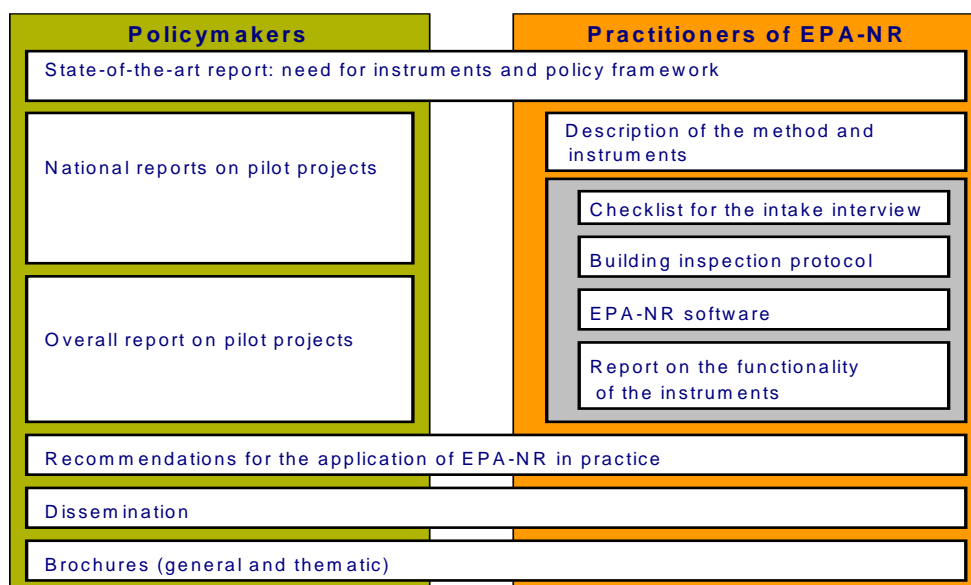 Policymakers
Practitioners of EPA-NR
State-of-the-art report: need for instruments and policy framework
National reports on pilot projects
Overall report on pilot projects
Description of the method and
instruments
Checklist for the intake interview
Building inspection protocol
EPA-NR software
Report on the functionality
of the instruments
Recommendations for the application of EPA-NR in practice
Dissemination
Brochures (general and thematic)